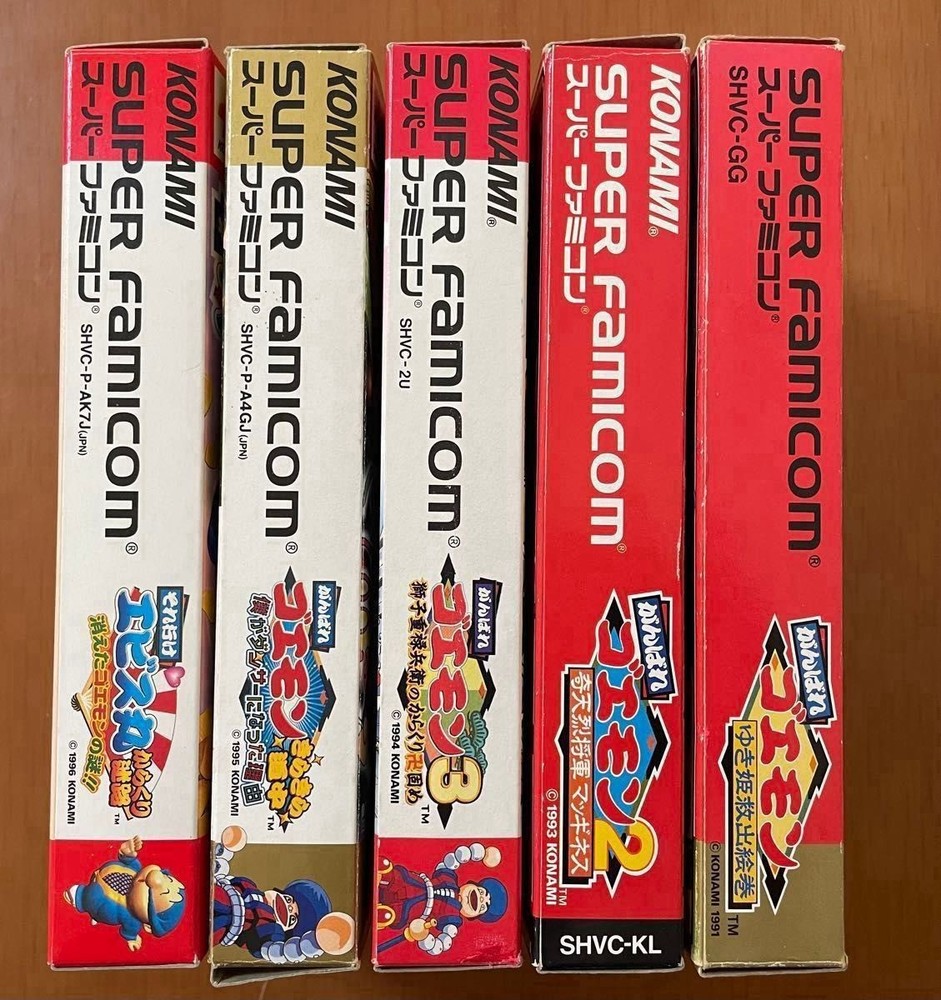 KONAMI
SUPER FAMICOM®
スーパーファミコン®
SHVC-P-AK7J(JPN)
それ行け
エビス丸
からくり迷路
消えたゴエモンの謎!!
TM
© 1996 KONAMI
KONAMI
SUPER FAMICOM®
スーパーファミコン®
SHVC-P-A4GJ(JPN)
がんばれ
ゴエモン
きらきら道中
僕がダンサーになった理由
TM
© 1995 KONAMI
KONAMI®
SUPER FAMICOM®
スーパーファミコン®
SHVC-2U
がんばれ
ゴエモン3
獅子重禄兵衛のからくり卍固め
TM
© 1994 KONAMI
KONAMI®
SUPER FAMICOM®
スーパーファミコン®
がんばれ
ゴエモン2
奇天烈将軍マッギネス
TM
© 1993 KONAMI
SHVC-KL
SUPER FAMICOM®
スーパーファミコン®
SHVC-GG
がんばれ
ゴエモン
ゆき姫救出絵巻
TM
© KONAMI 1991